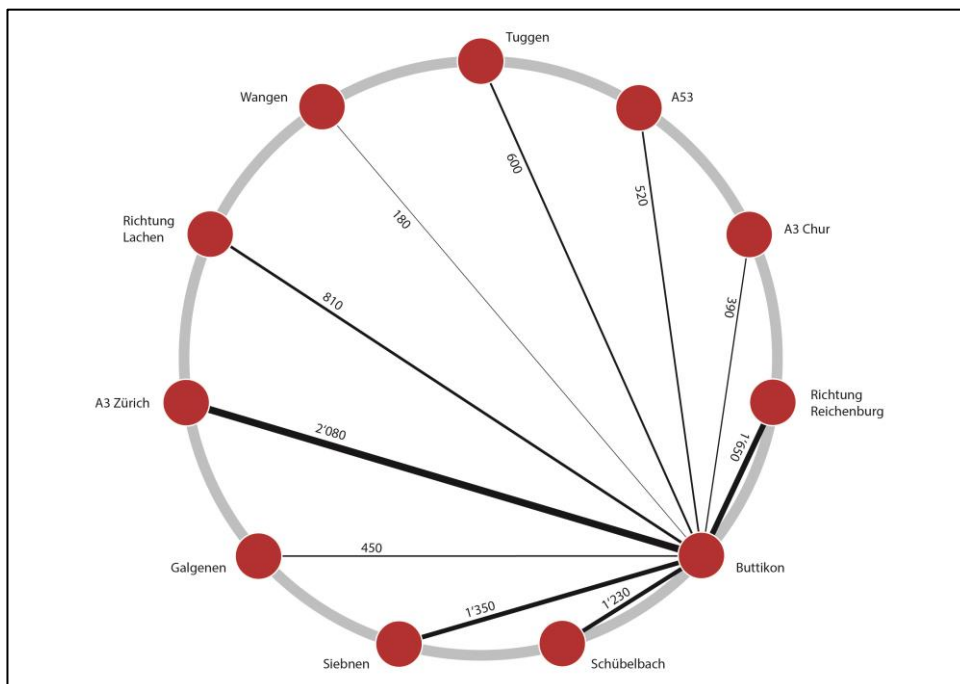 Tuggen
Wangen
A53
600
520
180
Richtung
Lachen
A3 Chur
810
390
A3 Zürich
Richtung
Reichenburg
2'080
1'650
Galgenen
450
Buttikon
1'350
1'230
Siebnen
Schübelbach